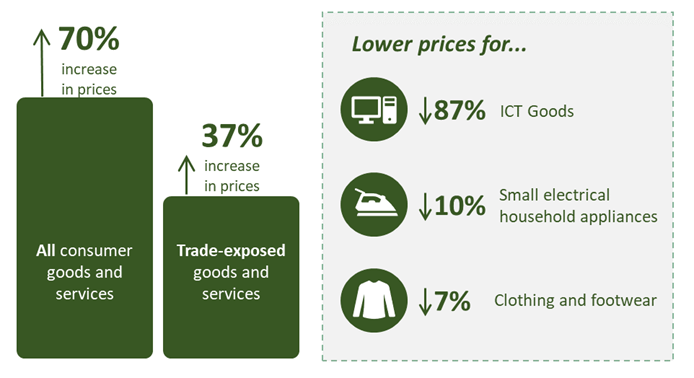 70%
increase
in prices
All consumer
goods and
services
37%
increase
in prices
Trade-exposed
goods and
services
Lower prices for...
87%
ICT Goods
10%
Small electrical
household appliances
7%
Clothing and footwear